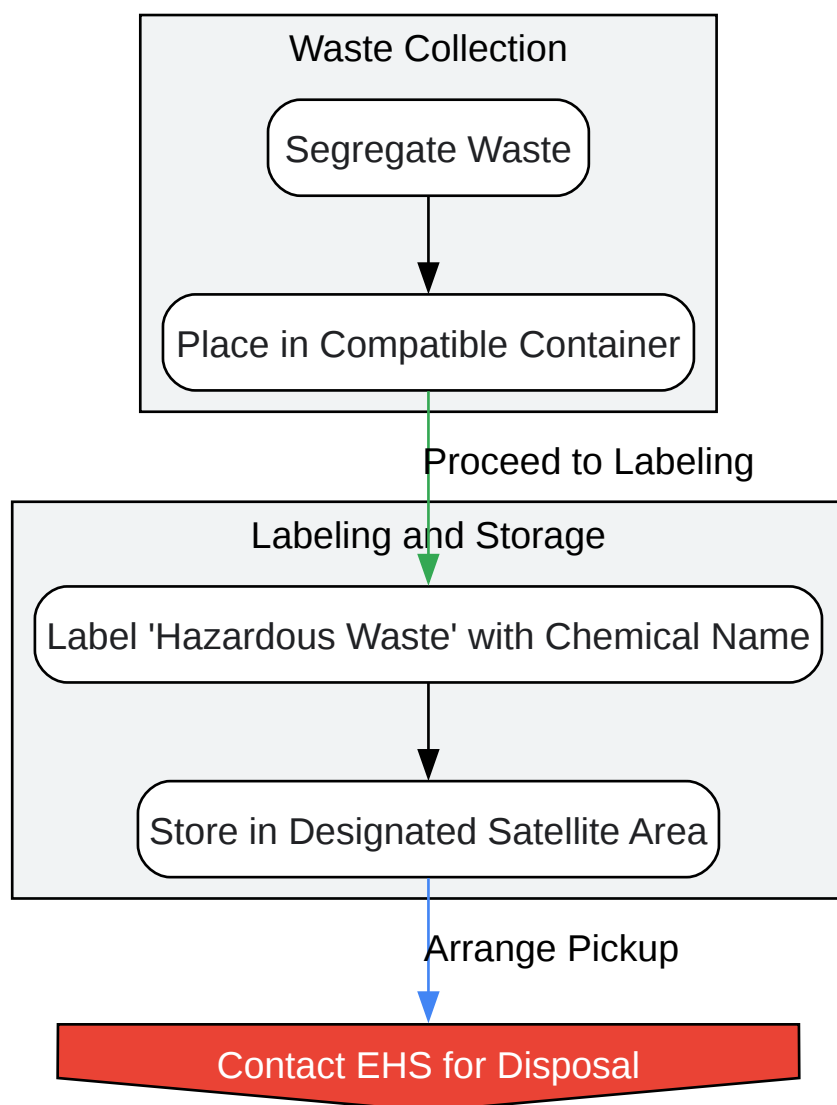 Waste Collection
Segregate Waste
Place in Compatible Container
Proceed to Labeling
Labeling and Storage
Label 'Hazardous Waste' with Chemical Name
Store in Designated Satellite Area
Arrange Pickup
Contact EHS for Disposal